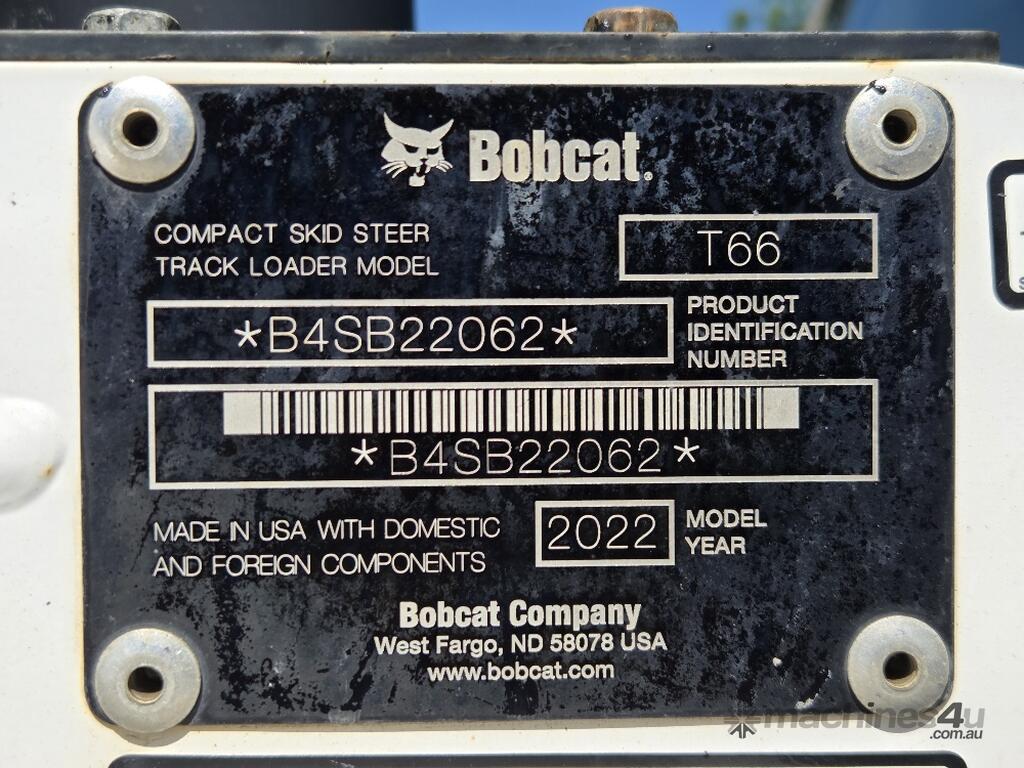 Bobcat®
COMPACT SKID STEER
TRACK LOADER MODEL
T66
*B4SB22062*
PRODUCT
IDENTIFICATION
NUMBER
*B4SB22062*
MADE IN USA WITH DOMESTIC
AND FOREIGN COMPONENTS
2022
MODEL
YEAR
Bobcat Company
West Fargo, ND 58078 USA
www.bobcat.com
machines4u
.com.au